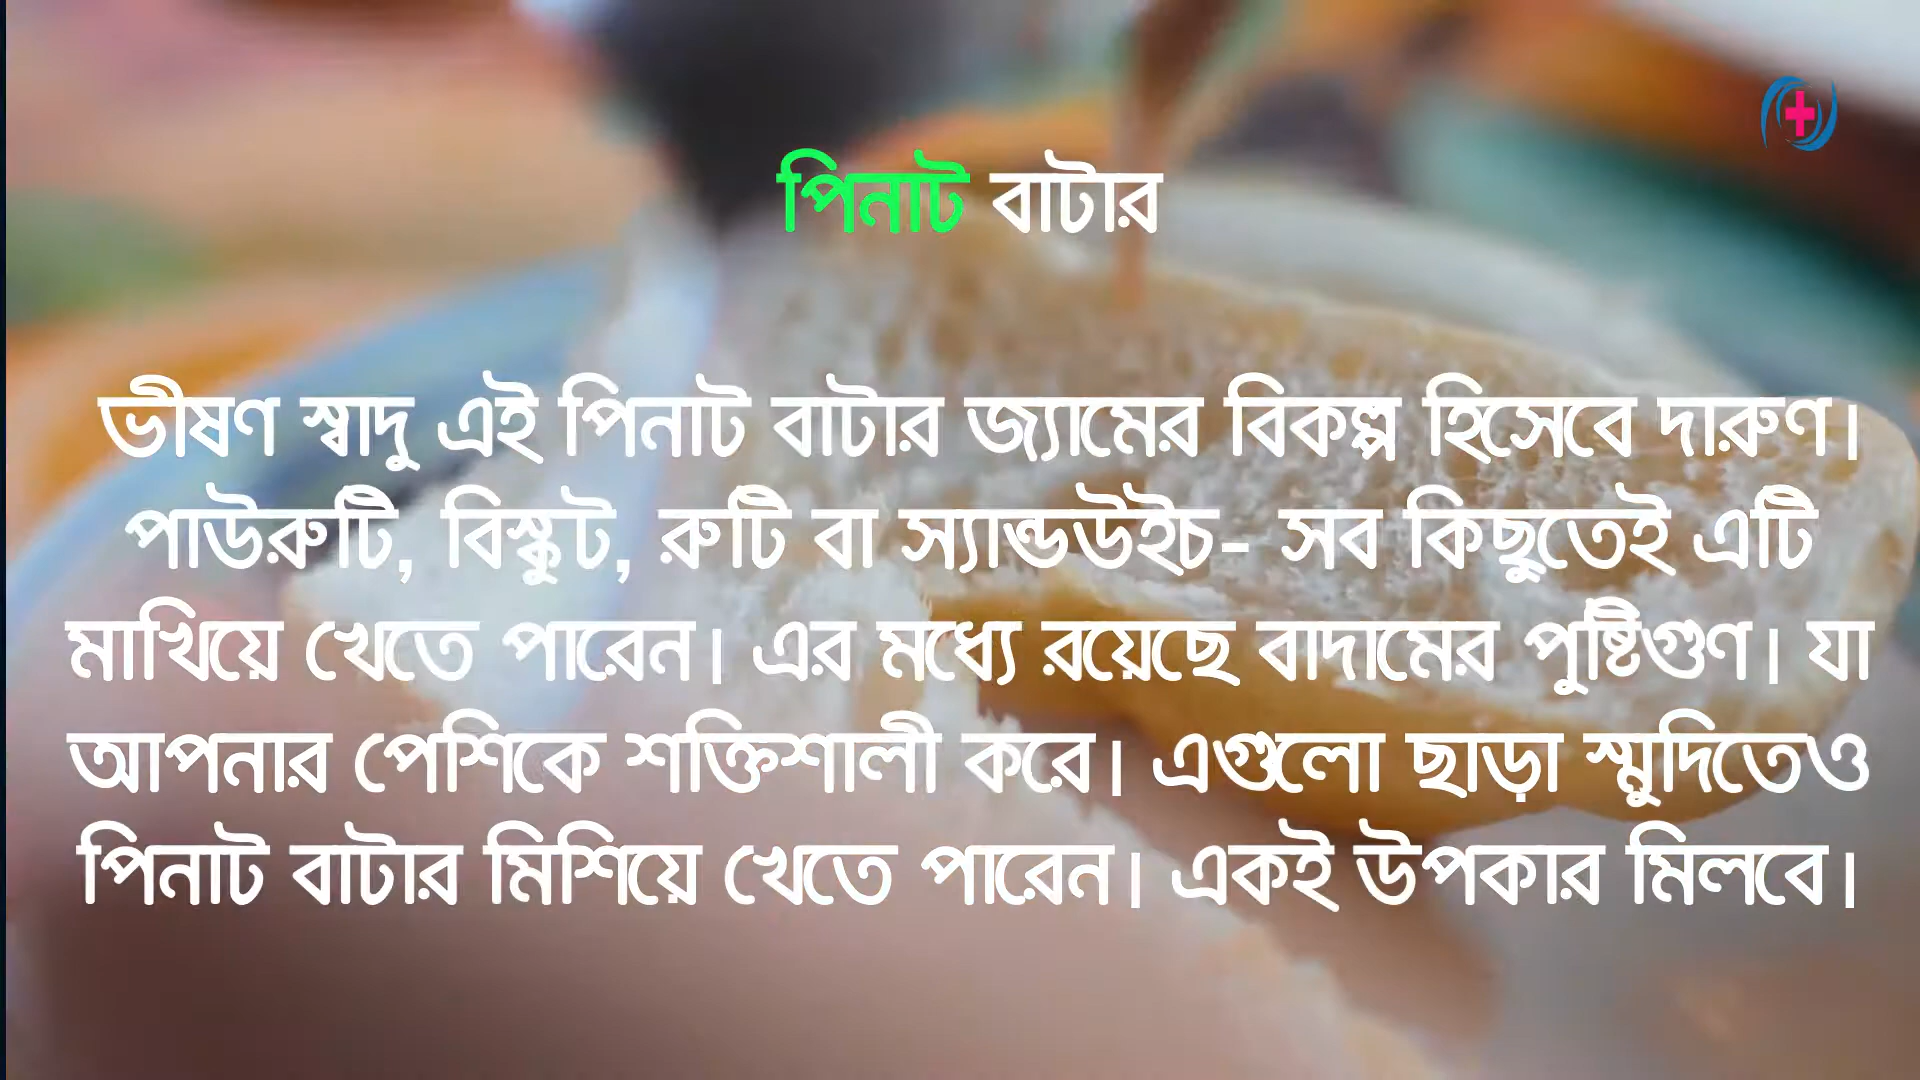 পিনাট বাটার
ভীষণ স্বাদু এই পিনাট বাটার জ্যামের বিকল্প হিসেবে দারুণ।
পাউরুটি, বিস্কুট, রুটি বা স্যান্ডউইচ- সব কিছুতেই এটি
মাখিয়ে খেতে পারেন। এর মধ্যে রয়েছে বাদামের পুষ্টিগুণ। যা
আপনার পেশিকে শক্তিশালী করে। এগুলো ছাড়া স্মুদিতেও
পিনাট বাটার মিশিয়ে খেতে পারেন। একই উপকার মিলবে।